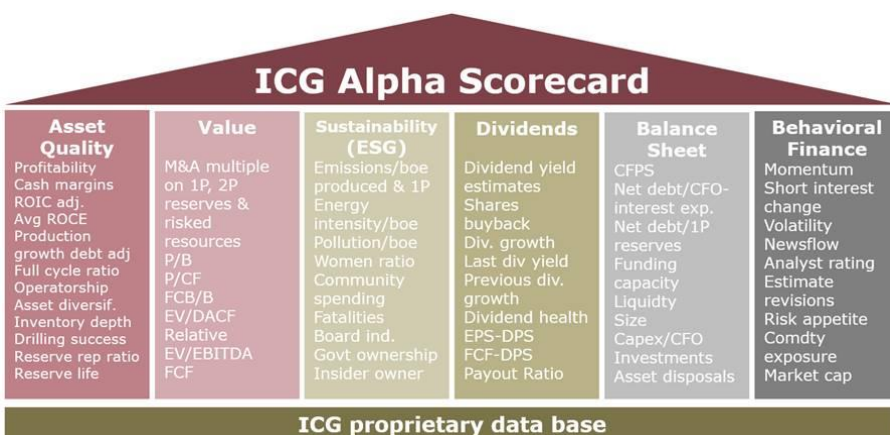 ICG Alpha Scorecard
Asset
Quality
Profitability
Cash margins
ROIC adj.
Avg ROCE
Production
growth debt adj
Full cycle ratio
Operatorship
Asset diversif.
Inventory depth
Drilling success
Reserve rep ratio
Reserve life
Value
M&A multiple
on 1P, 2P
reserves &
risked
resources
P/B
P/CF
FCB/B
EV/DACF
Relative
EV/EBITDA
FCF
Sustainability
(ESG)
Emissions/boe
produced & 1P
Energy
intensity/boe
Pollution/boe
Women ratio
Community
spending
Fatalities
Board ind.
Govt ownership
Insider owner
Dividends
Dividend yield
estimates
Shares
buyback
Div. growth
Last div yield
Previous div.
growth
Dividend health
EPS-DPS
FCF-DPS
Payout Ratio
Balance
Sheet
CFPS
Net debt/CFO-
interest exp.
Net debt/1P
reserves
Funding
capacity
Liquidty
Size
Capex/CFO
Investments
Asset disposals
Behavioral
Finance
Momentum
Short interest
change
Volatility
Newsflow
Analyst rating
Estimate
revisions
Risk appetite
Comdty
exposure
Market cap
ICG proprietary data base